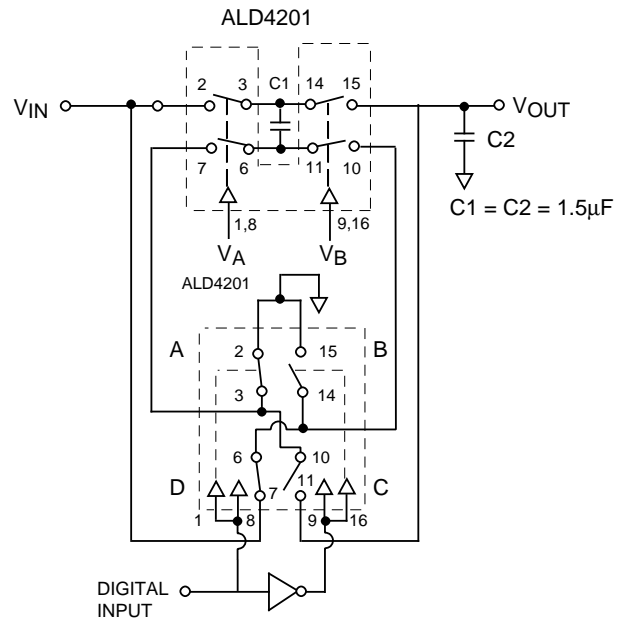 ALD4201
2 3 C1 14 15
VIN VOUT
C2
7 6 11 10
C1 = C2 = 1.5µF
1,8 9,16
VA VB
ALD4201
A 2 15 B
3 14
6 10
D 7 11 C
1 8 9 16
DIGITAL
INPUT